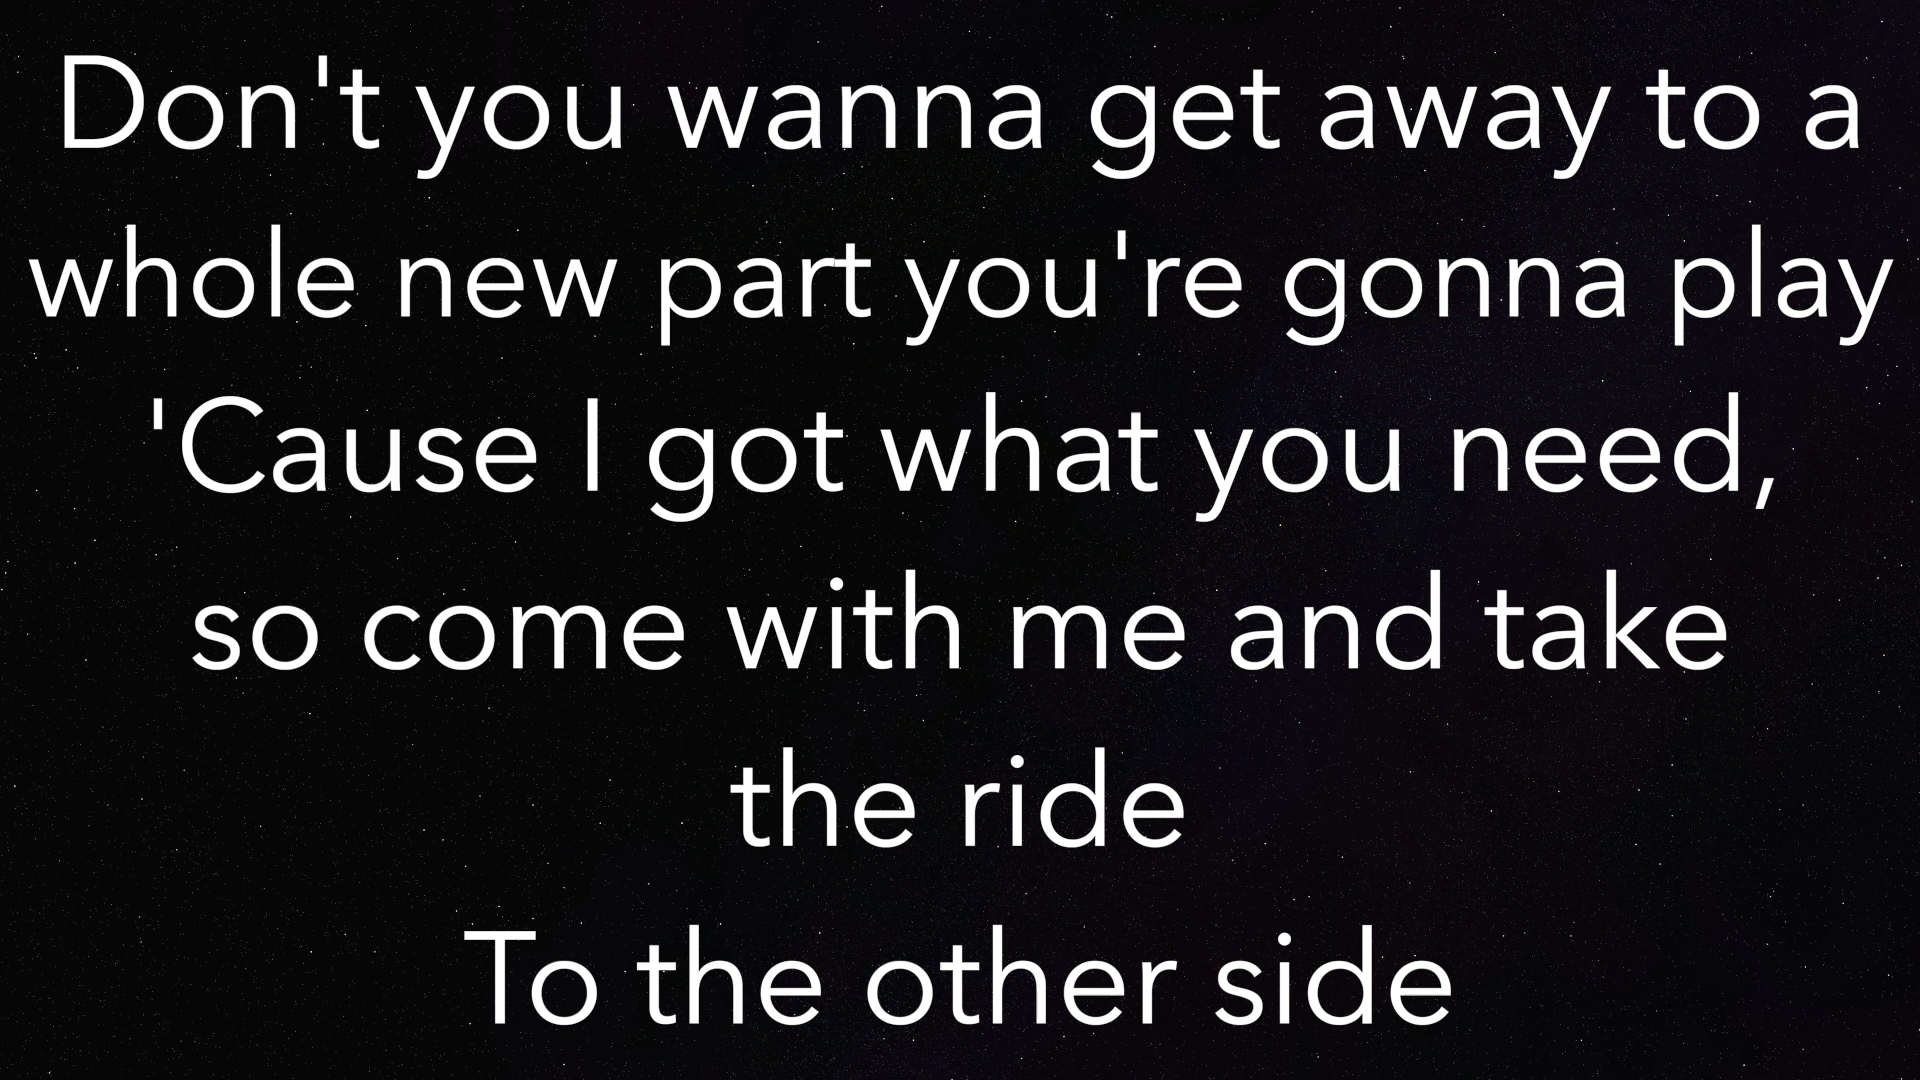 Don't you wanna get away to a
whole new part you're gonna play
'Cause I got what you need,
so come with me and take
the ride
To the other side